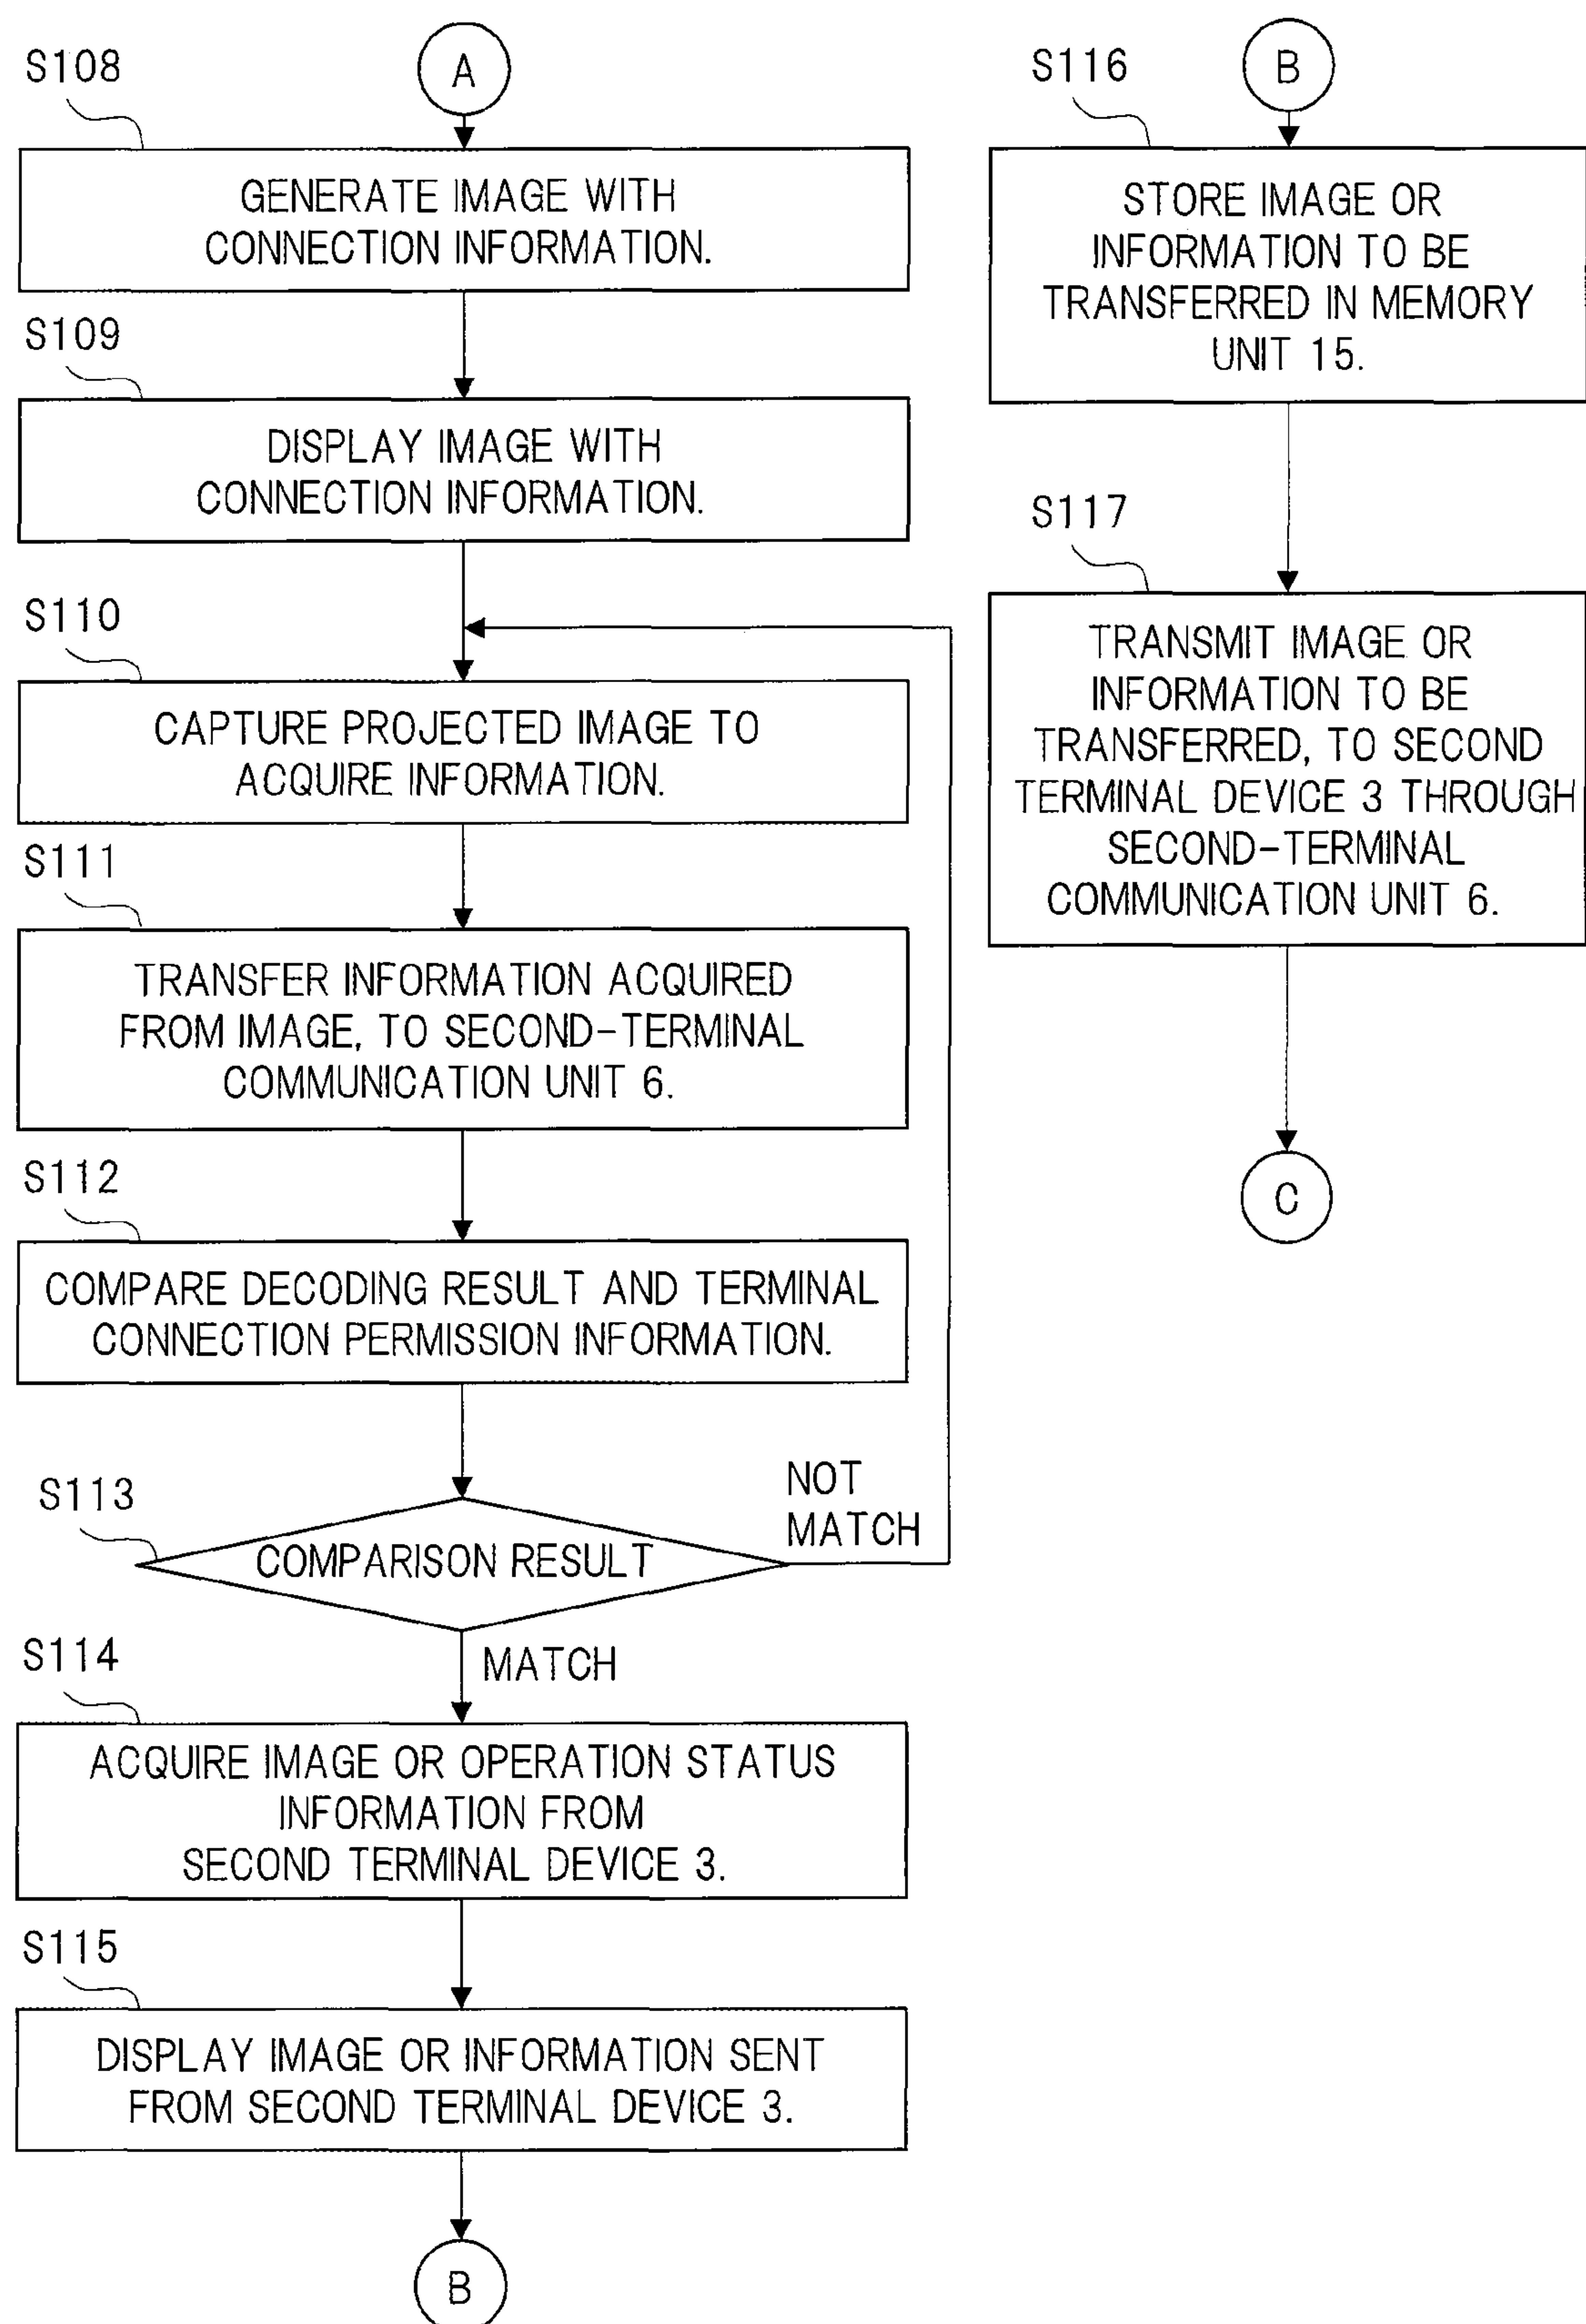 S108
A
GENERATE IMAGE WITH
CONNECTION INFORMATION.
S109
DISPLAY IMAGE WITH
CONNECTION INFORMATION.
S110
CAPTURE PROJECTED IMAGE TO
ACQUIRE INFORMATION.
S111
TRANSFER INFORMATION ACQUIRED
FROM IMAGE, TO SECOND-TERMINAL
COMMUNICATION UNIT 6.
S112
COMPARE DECODING RESULT AND TERMINAL
CONNECTION PERMISSION INFORMATION.
S113
COMPARISON RESULT
NOT
MATCH
MATCH
S114
ACQUIRE IMAGE OR OPERATION STATUS
INFORMATION FROM
SECOND TERMINAL DEVICE 3.
S115
DISPLAY IMAGE OR INFORMATION SENT
FROM SECOND TERMINAL DEVICE 3.
B
S116
B
STORE IMAGE OR
INFORMATION TO BE
TRANSFERRED IN MEMORY
UNIT 15.
S117
TRANSMIT IMAGE OR
INFORMATION TO BE
TRANSFERRED, TO SECOND
TERMINAL DEVICE 3 THROUGH
SECOND-TERMINAL
COMMUNICATION UNIT 6.
C